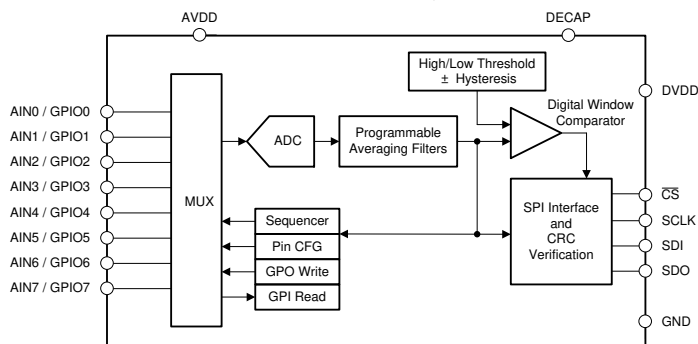 AVDD
DECAP
High/Low Threshold
± Hysteresis
DVDD
AIN0 / GPIO0
AIN1 / GPIO1
AIN2 / GPIO2
AIN3 / GPIO3
AIN4 / GPIO4
AIN5 / GPIO5
AIN6 / GPIO6
AIN7 / GPIO7
MUX
ADC
Programmable
Averaging Filters
Digital Window
Comparator
Sequencer
Pin CFG
GPO Write
GPI Read
SPI Interface
and
CRC
Verification
C̅S̅
SCLK
SDI
SDO
GND